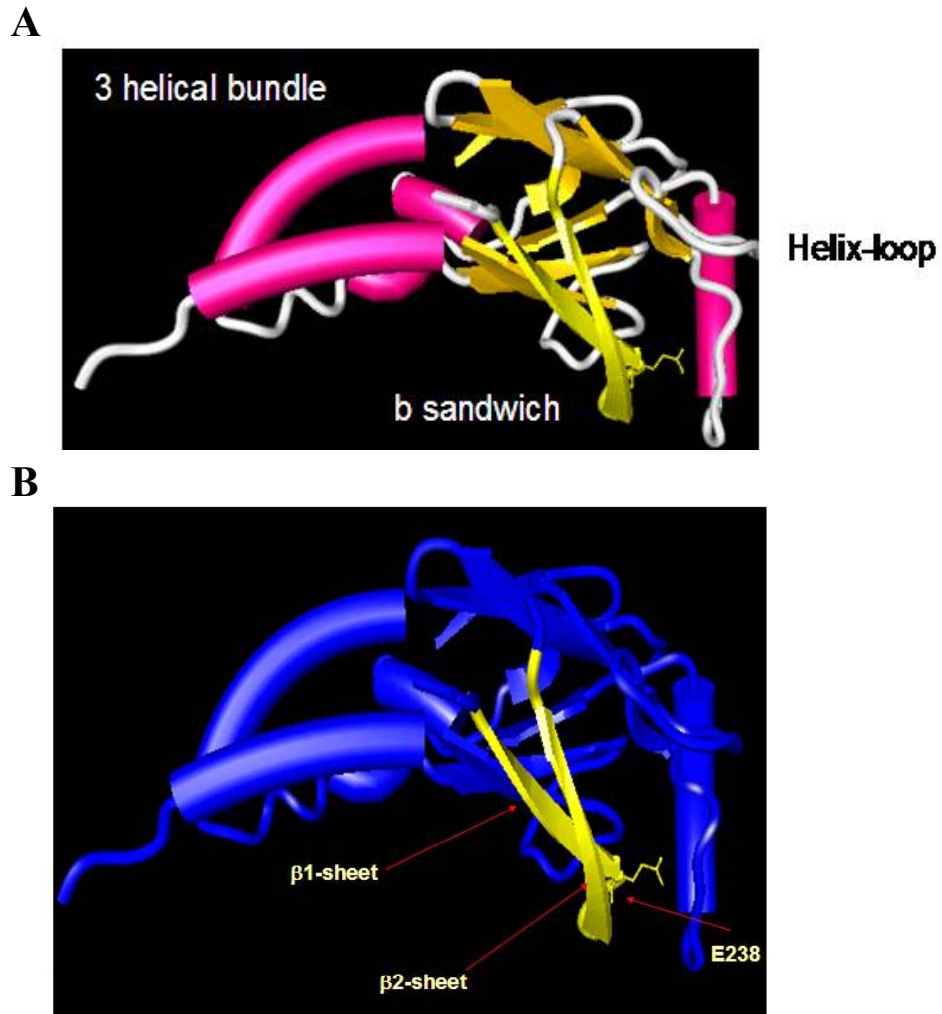 A
3 helical bundle
Helix-loop
b sandwich
B
β1-sheet
E238
β2-sheet